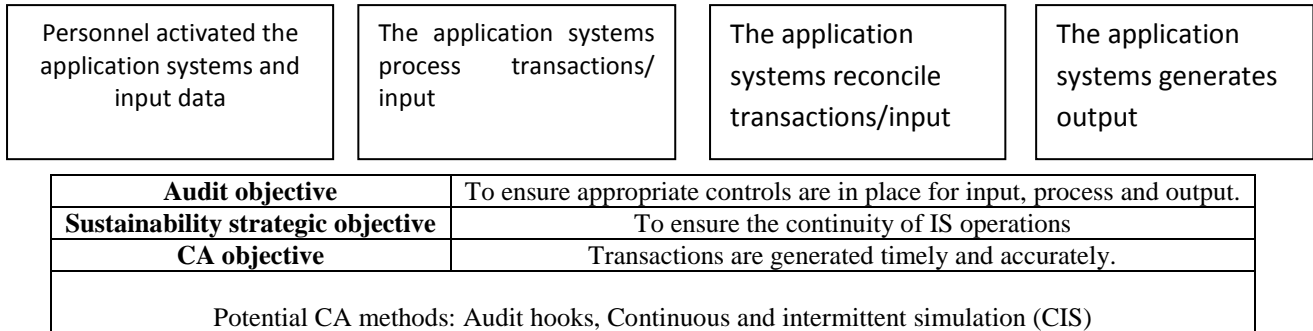 Personnel activated the
application systems and
input data
The application systems
process transactions/
input
The application
systems reconcile
transactions/input
The application
systems generates
output
Audit objective To ensure appropriate controls are in place for input, process and output.
Sustainability strategic objective To ensure the continuity of IS operations
CA objective Transactions are generated timely and accurately.
Potential CA methods: Audit hooks, Continuous and intermittent simulation (CIS)